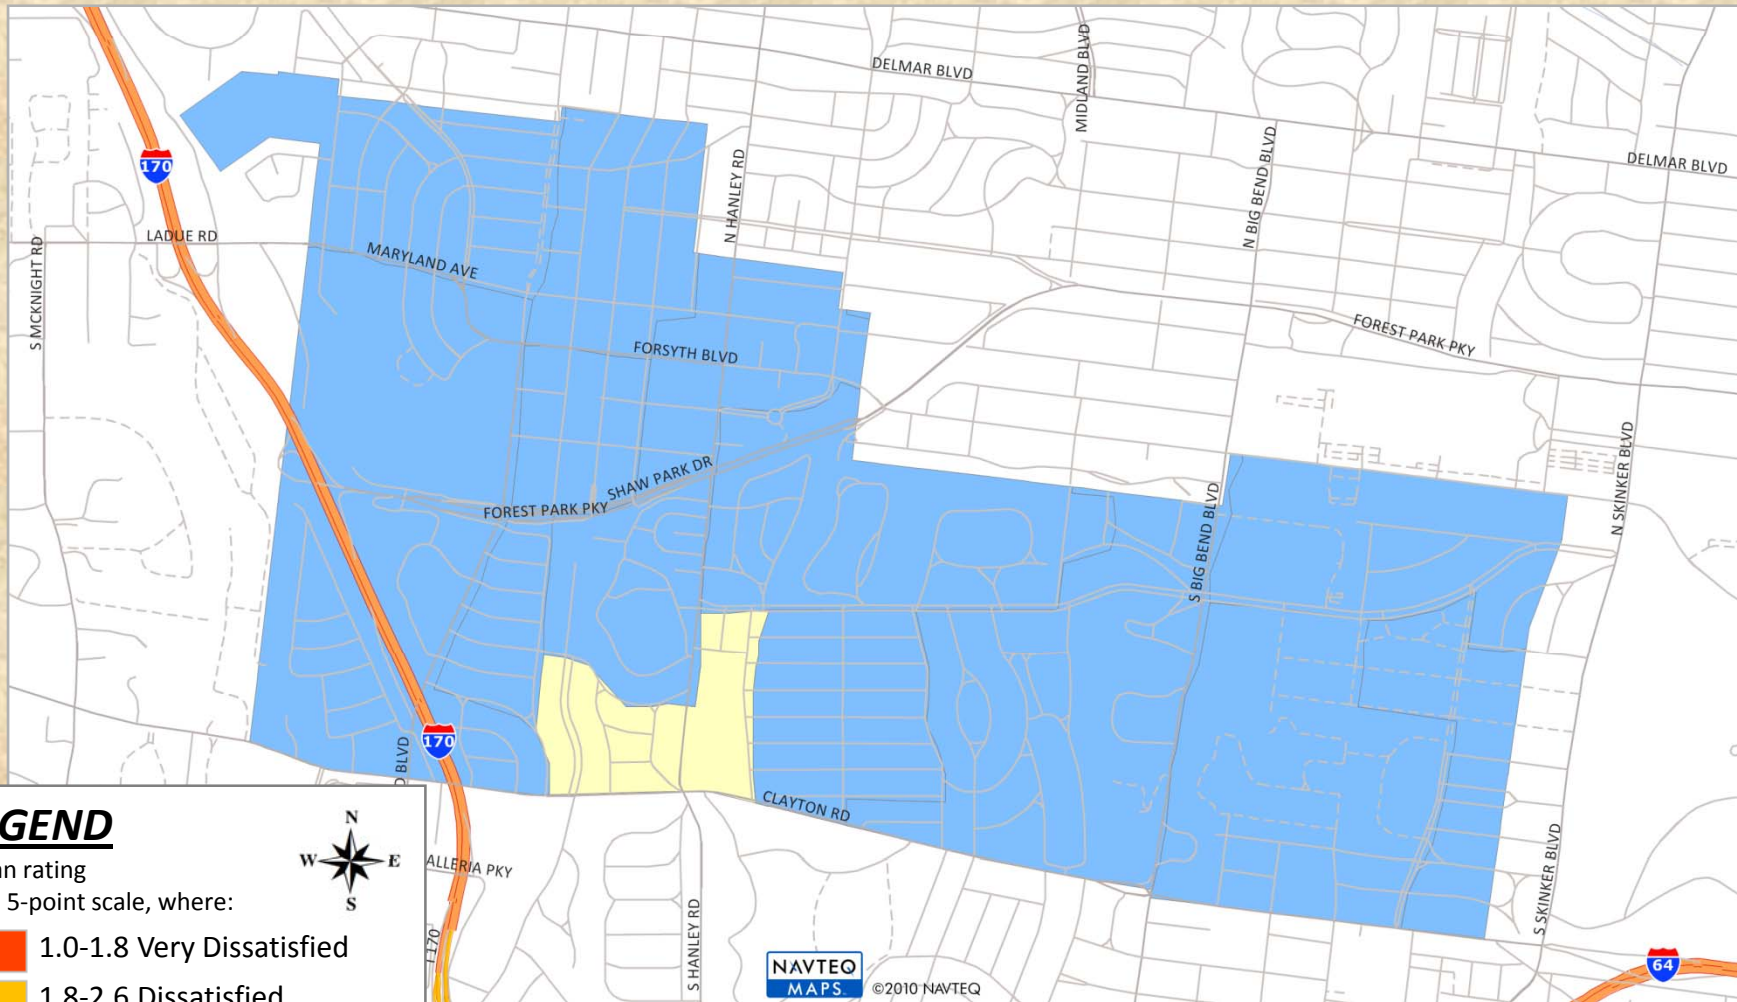 DELMAR BLVD
MIDLAND BLVD
DELMAR BLVD
N BIG BEND BLVD
N HANLEY RD
170
LADUE RD
S MCKNIGHT RD
MARYLAND AVE
FOREST PARK PKY
FORSYTH BLVD
N SKINKER BLVD
SHAW PARK DR
FOREST PARK PKY
S BIG BEND BLVD
170
D BLVD
CLAYTON RD
S SKINKER BLVD
ALLERIA PKY
S HANLEY RD
I 170
64
GEND
N
W E
S
an rating
5-point scale, where:
1.0-1.8 Very Dissatisfied
1.8-2.6 Dissatisfied
NAVTEQ
MAPS
©2010 NAVTEQ